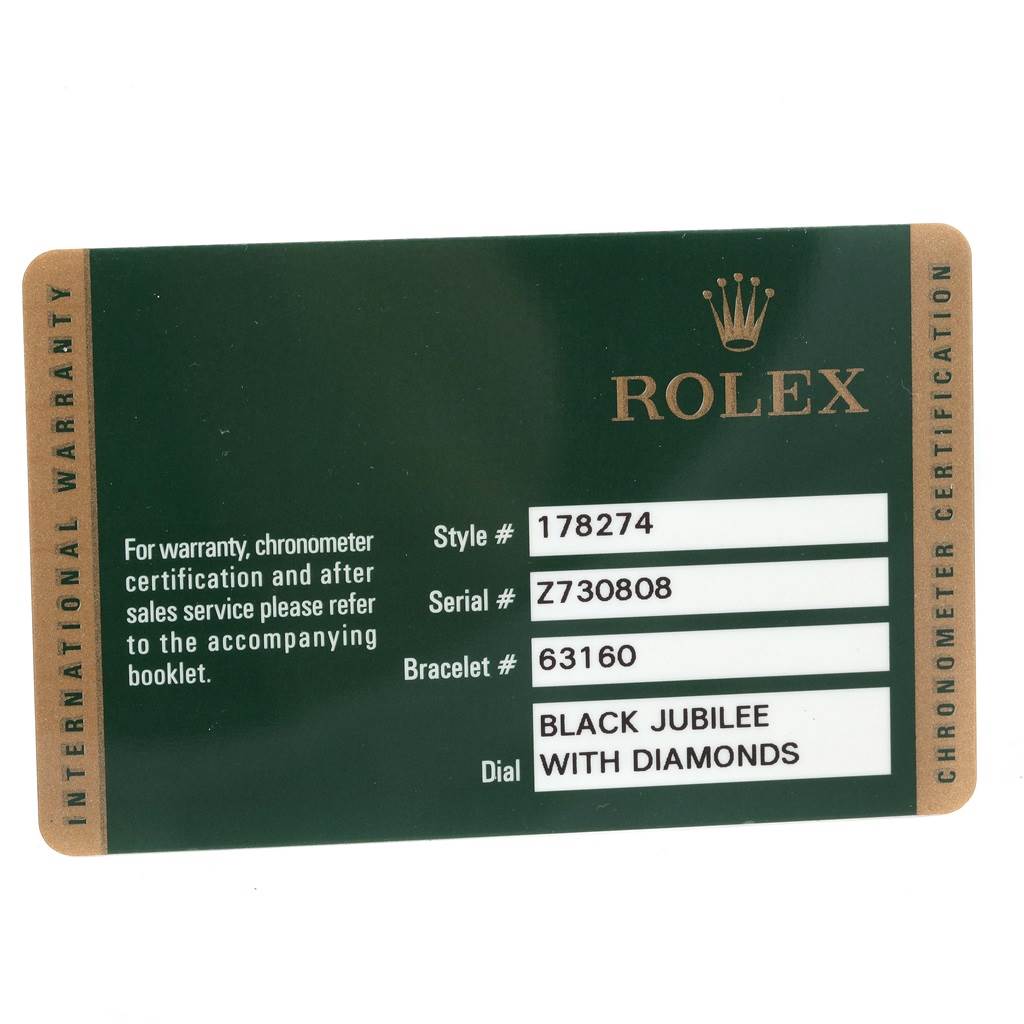 INTERNATIONAL WARRANTY
ROLEX
For warranty, chronometer
certification and after
sales service please refer
to the accompanying
booklet.
Style # 178274
Serial # Z730808
Bracelet # 63160
Dial BLACK JUBILEE
WITH DIAMONDS
CHRONOMETER CERTIFICATION